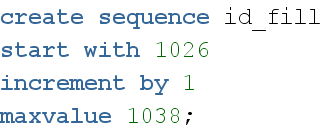 create sequence id_fill
start with 1026
increment by 1
maxvalue 1038;